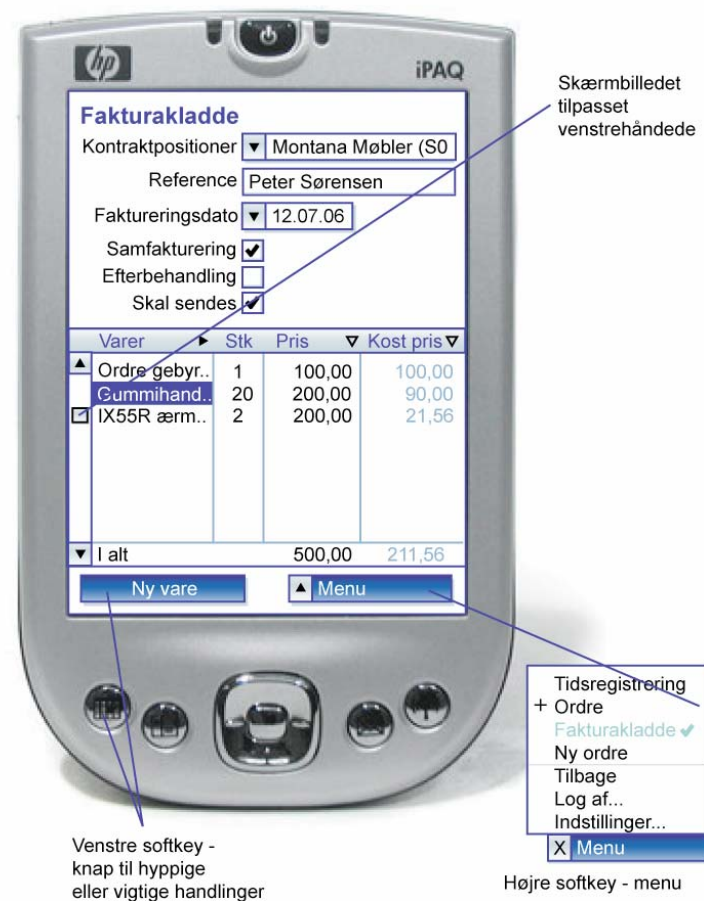 hp
iPAQ
Skærmbilledet
tilpasset
venstrehåndede
Fakturakladde
Kontraktpositioner ▼ Montana Møbler (S0
Reference Peter Sørensen
Faktureringsdato ▼ 12.07.06
Samfakturering ✔
Efterbehandling
Skal sendes ✔
Varer ► Stk Pris ▽ Kost pris ▽
Ordre gebyr.. 1 100,00 100,00
Gummihand.. 20 200,00 90,00
IX55R ærm.. 2 200,00 21,56
I alt 500,00 211,56
Ny vare ▲ Menu
Tidsregistrering
+ Ordre
Fakturakladde ✔
Ny ordre
Tilbage
Log af...
Indstillinger...
X Menu
Venstre softkey -
knap til hyppige
eller vigtige handlinger
Højre softkey - menu